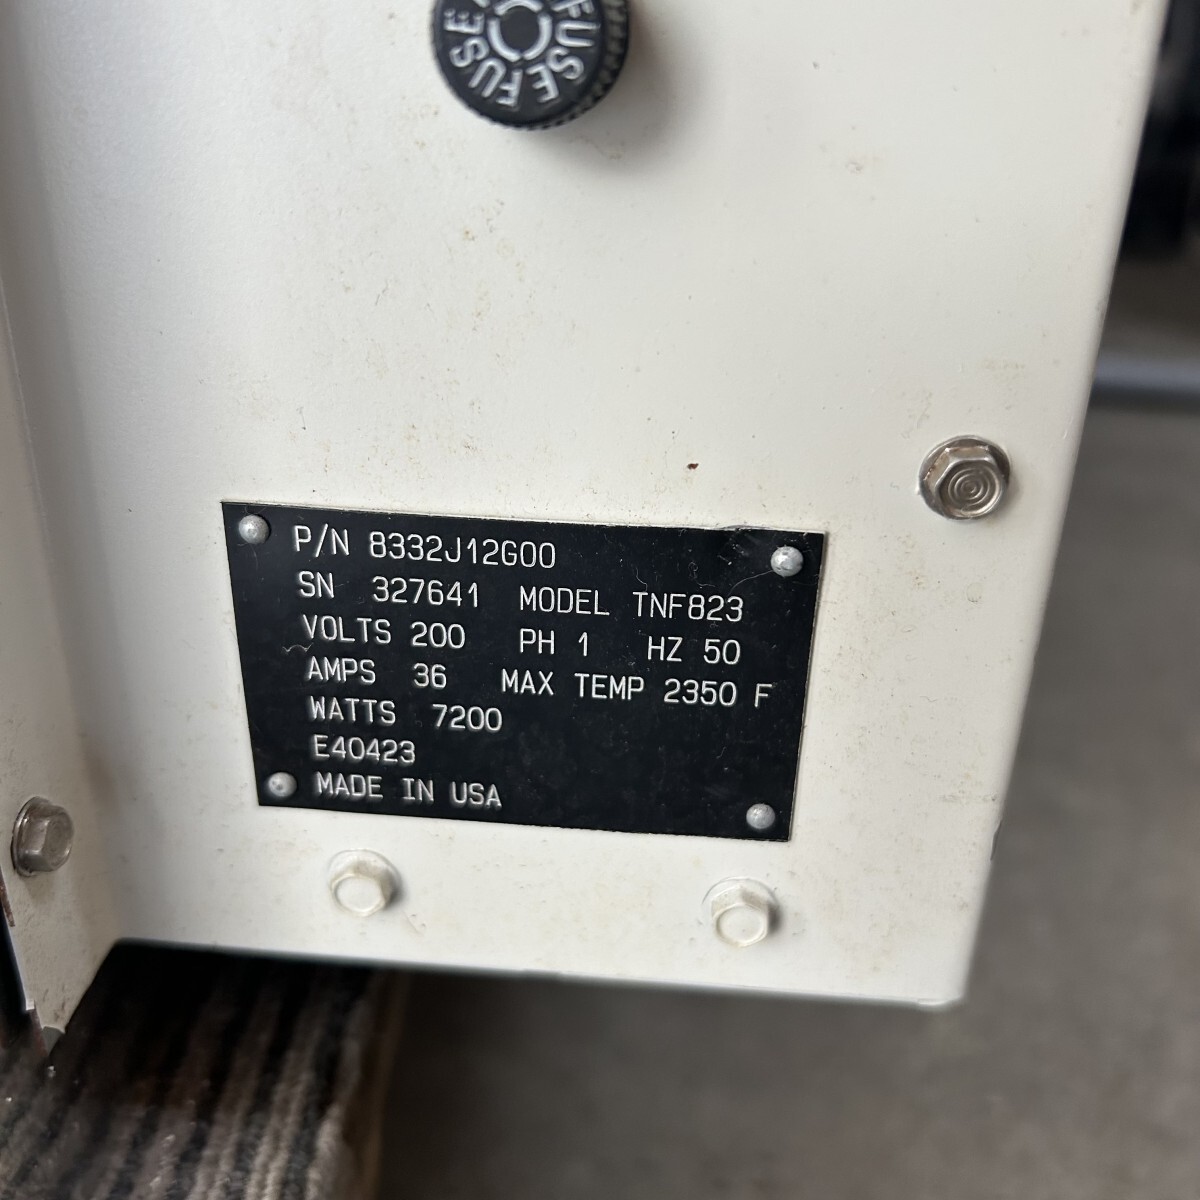 FUSE FUSE
P/N 8332J12G00
SN 327641 MODEL TNF823
VOLTS 200 PH 1 HZ 50
AMPS 36 MAX TEMP 2350 F
WATTS 7200
E40423
MADE IN USA